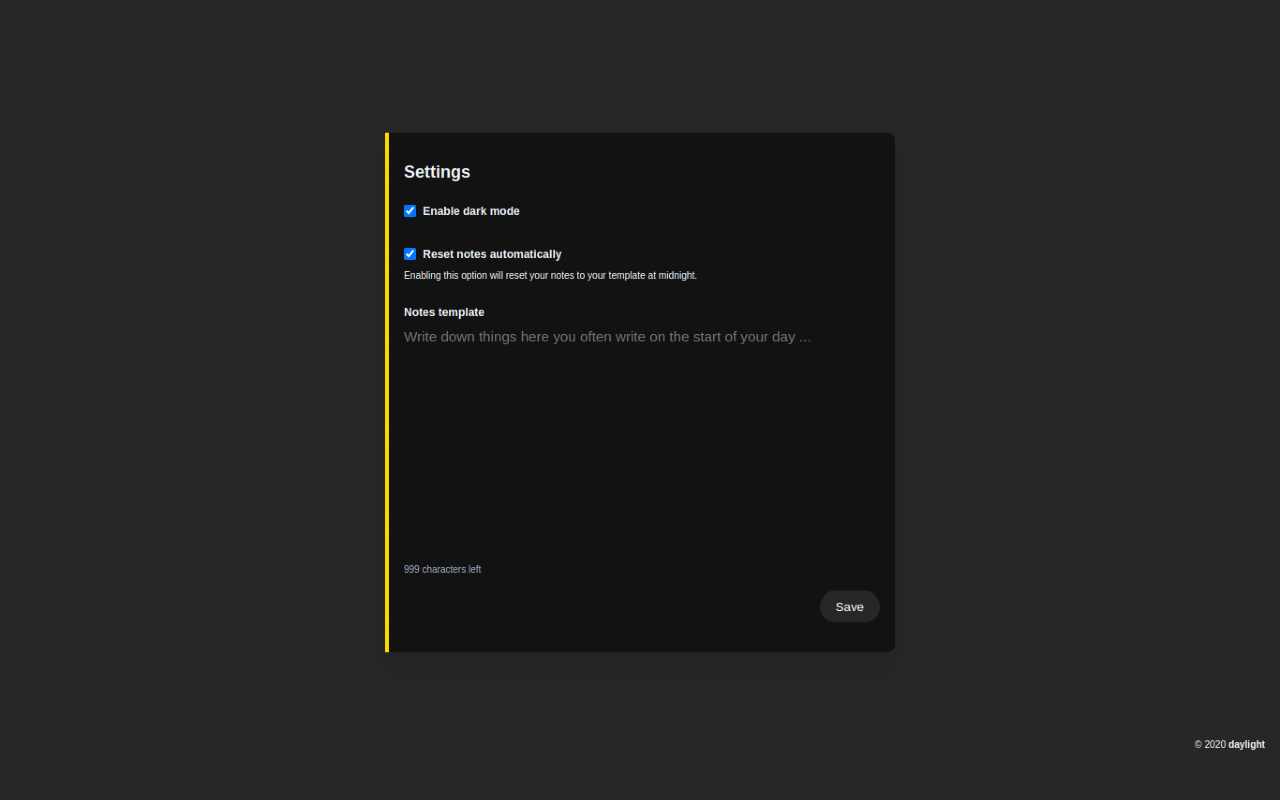 Settings
Enable dark mode
Reset notes automatically
Enabling this option will reset your notes to your template at midnight.
Notes template
Write down things here you often write on the start of your day ...
999 characters left
Save
© 2020 daylight